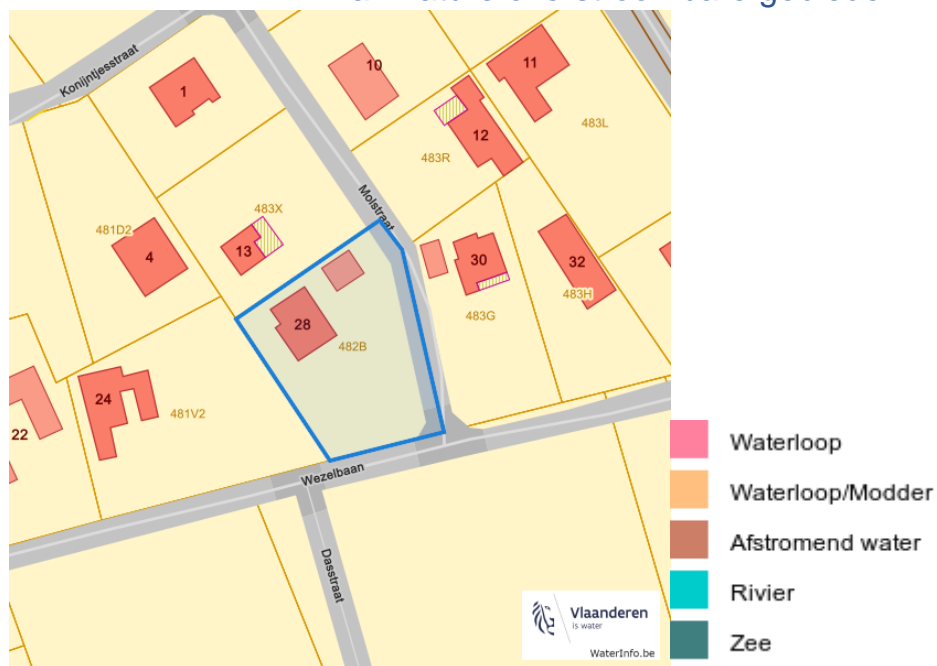 Konijntjesstraat
1
10
11
483L
12
483R
Molstraat
483X
13
481D2
4
30
32
483H
483G
28
482B
24
481V2
22
Wezelbaan
Dasstraat
Vlaanderen
is water
WaterInfo.be
Waterloop
Waterloop/Modder
Afstromend water
Rivier
Zee